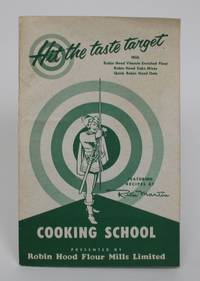 Hit the taste target
With
Robin Hood Vitamin Enriched Flour
Robin Hood Cake Mixes
Quick Robin Hood Oats
FEATURING
RECIPES BY
Rita Martin
COOKING SCHOOL
PRESENTED BY
Robin Hood Flour Mills Limited